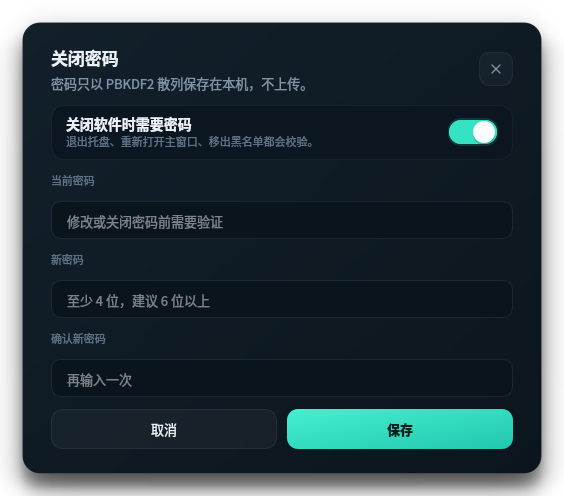 关闭密码
密码只以 PBKDF2 散列保存在本机，不上传。
关闭软件时需要密码
退出托盘、重新打开主窗口、移出黑名单都会校验。
当前密码
修改或关闭密码前需要验证
新密码
至少 4 位，建议 6 位以上
确认新密码
再输入一次
取消
保存